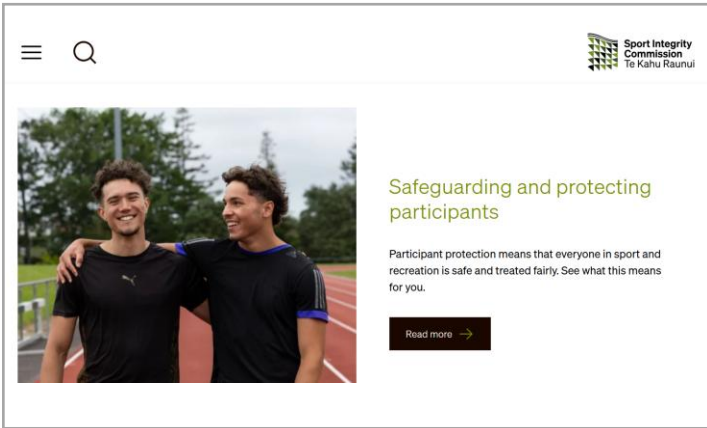 Sport Integrity
Commission
Te Kahu Raunui
Safeguarding and protecting
participants
Participant protection means that everyone in sport and
recreation is safe and treated fairly. See what this means
for you.
Read more →